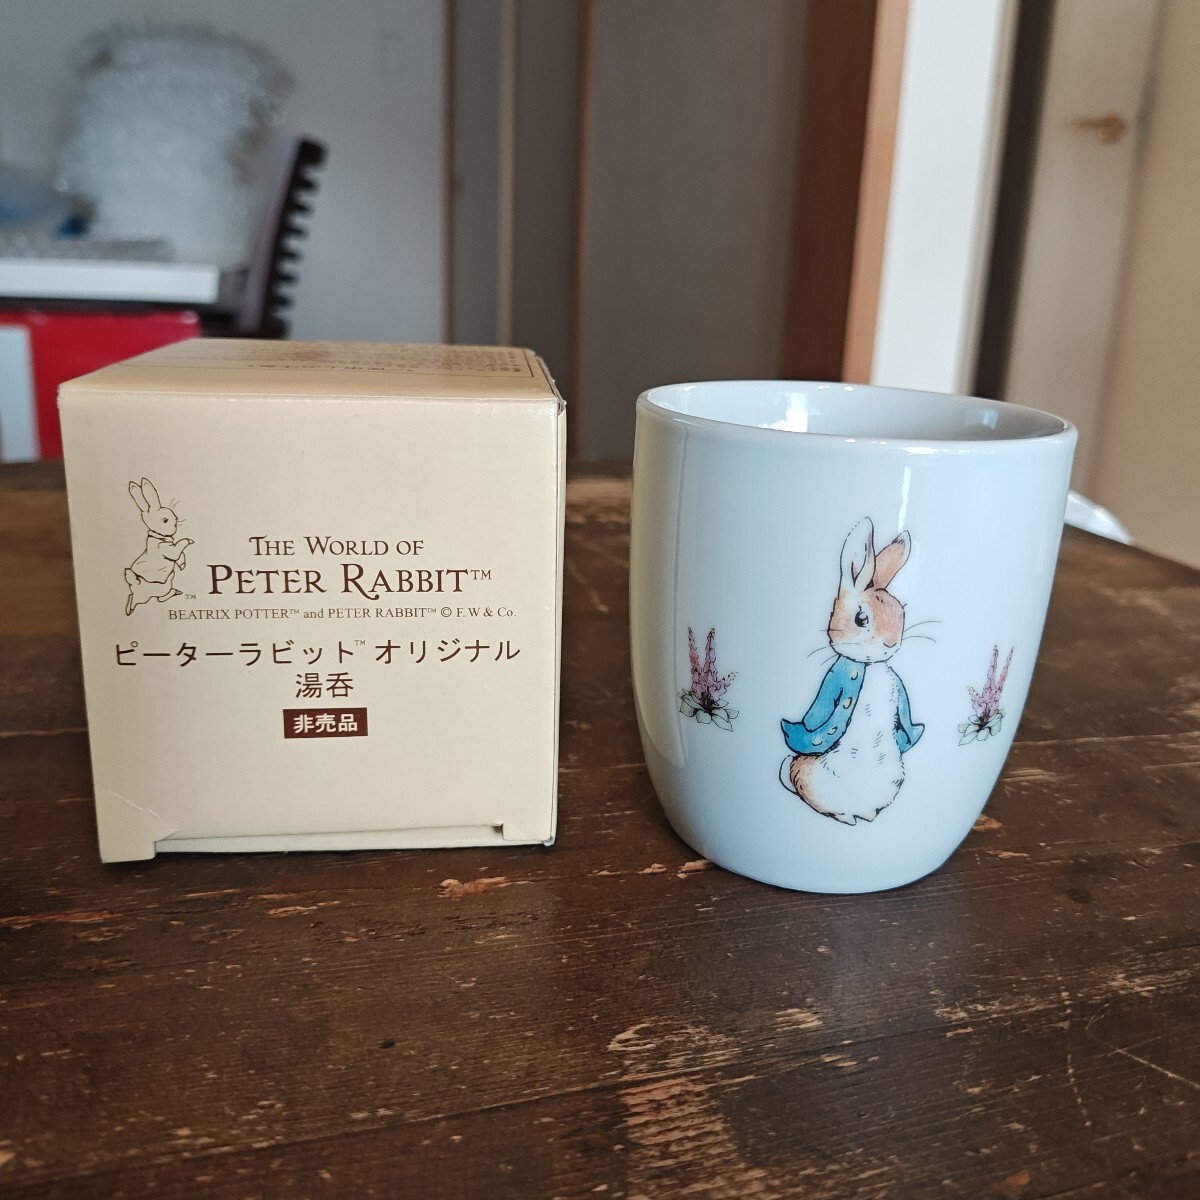 THE WORLD OF
PETER RABBIT™
BEATRIX POTTER™ and PETER RABBIT™ © F. W & Co.
ピーターラビット™ オリジナル
湯呑
非売品